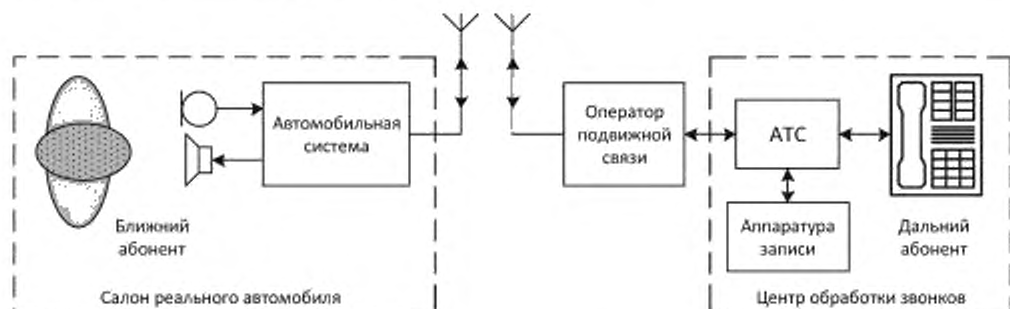 Автомобильная
система
Ближний
абонент
Салон реального автомобиля
Оператор
подвижной
связи
АТС
Аппаратура
записи
Дальний
абонент
Центр обработки звонков